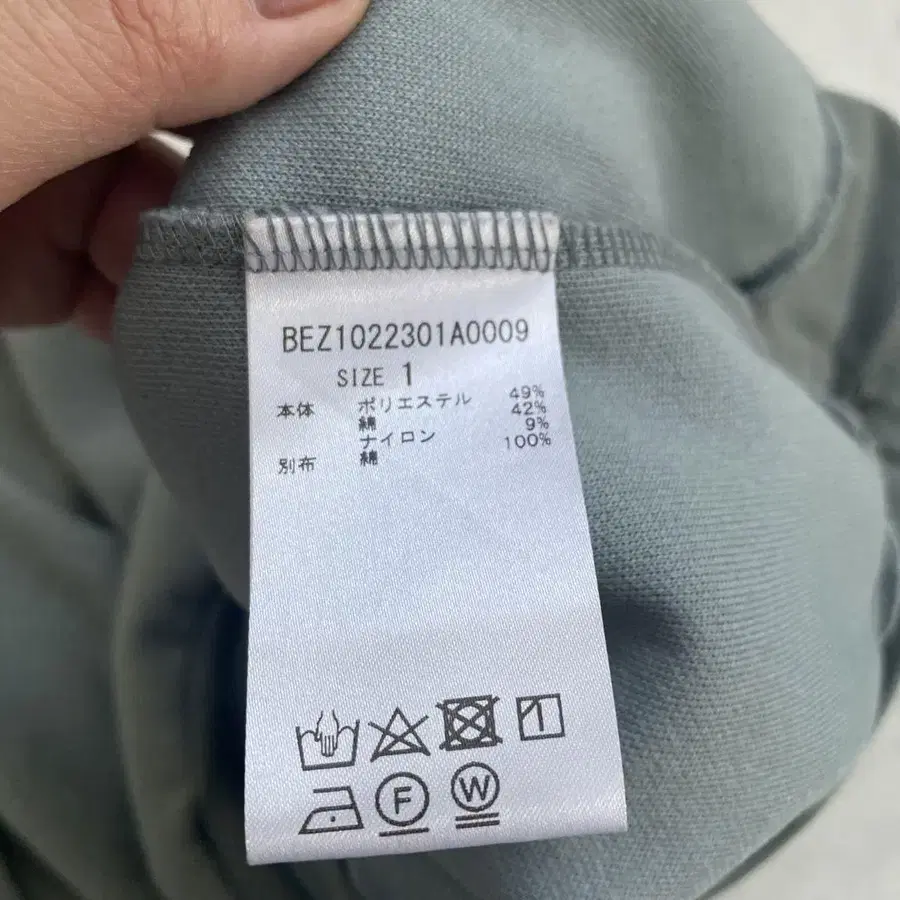 BEZ1022301A0009
SIZE 1
本体 ポリエステル 49%
綿 42%
ナイロン 9%
別布 綿 100%
F
W